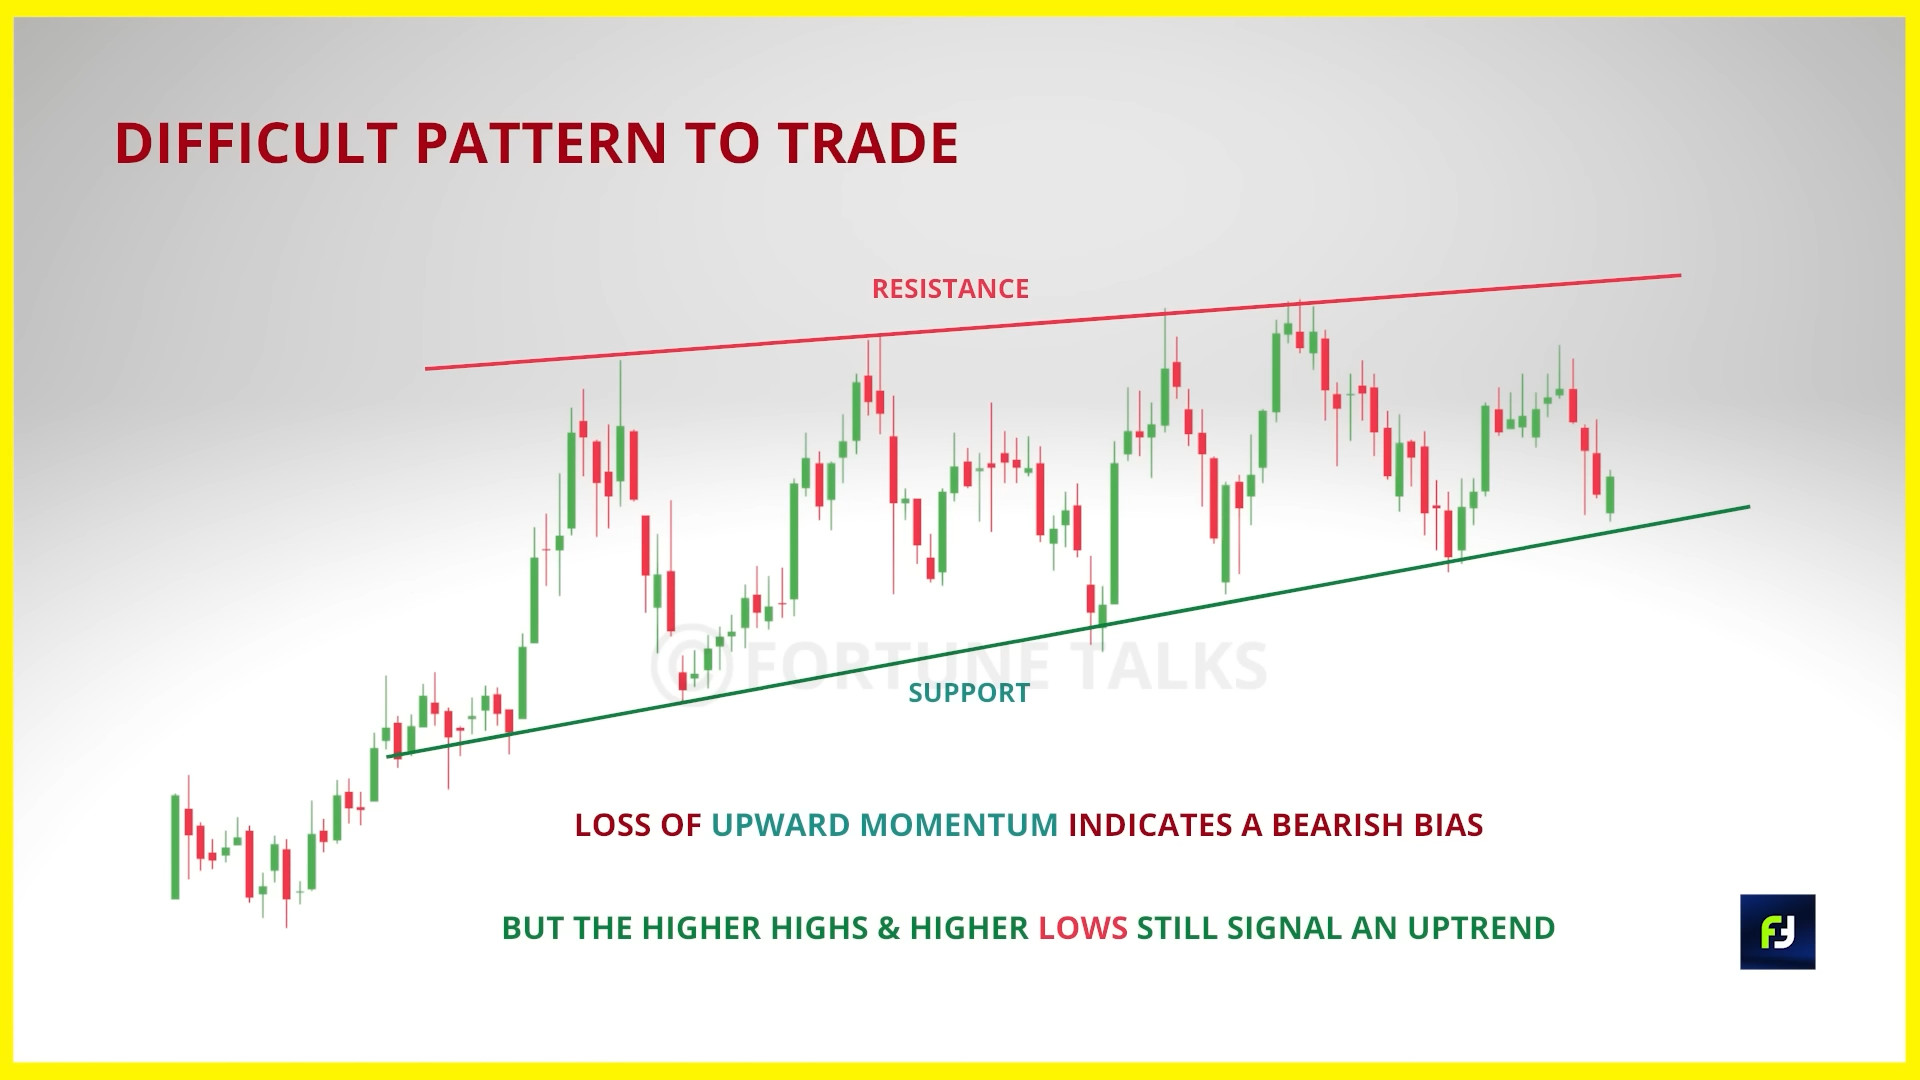 DIFFICULT PATTERN TO TRADE
RESISTANCE
@FORTUNE TALKS
SUPPORT
LOSS OF UPWARD MOMENTUM INDICATES A BEARISH BIAS
BUT THE HIGHER HIGHS & HIGHER LOWS STILL SIGNAL AN UPTREND